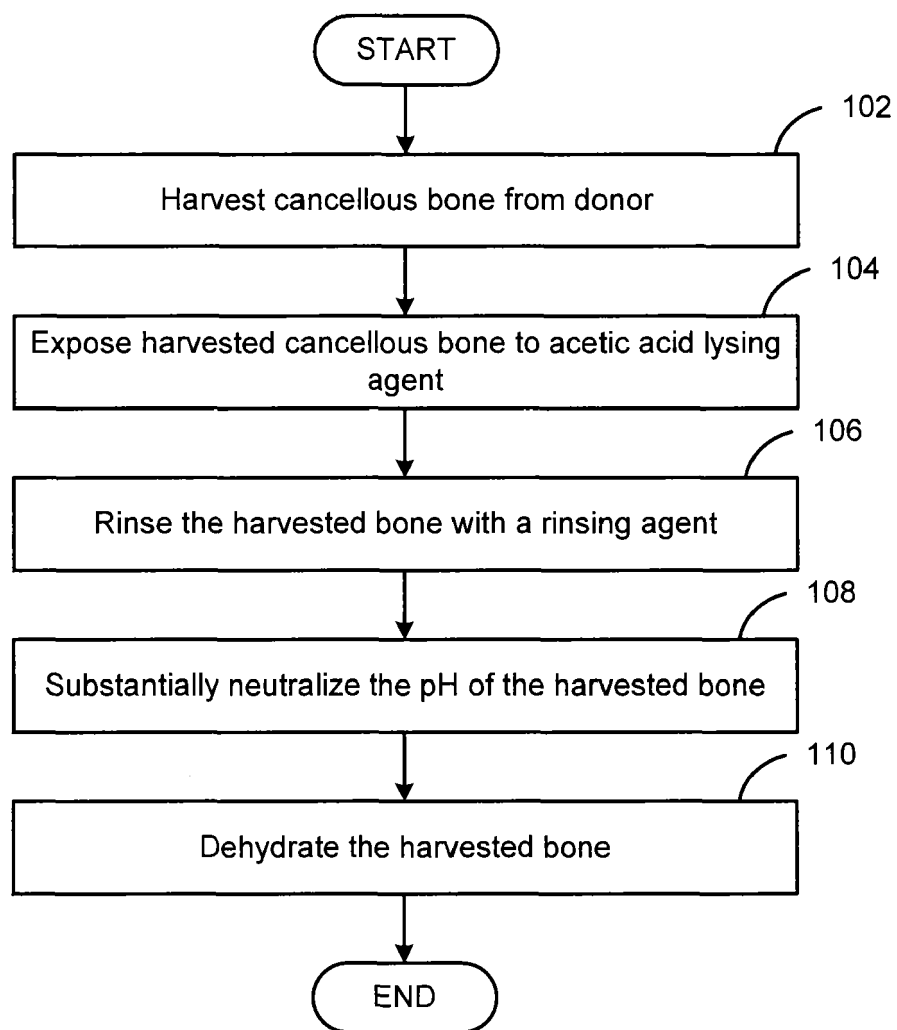 START
102
Harvest cancellous bone from donor
104
Expose harvested cancellous bone to acetic acid lysing
agent
106
Rinse the harvested bone with a rinsing agent
108
Substantially neutralize the pH of the harvested bone
110
Dehydrate the harvested bone
END